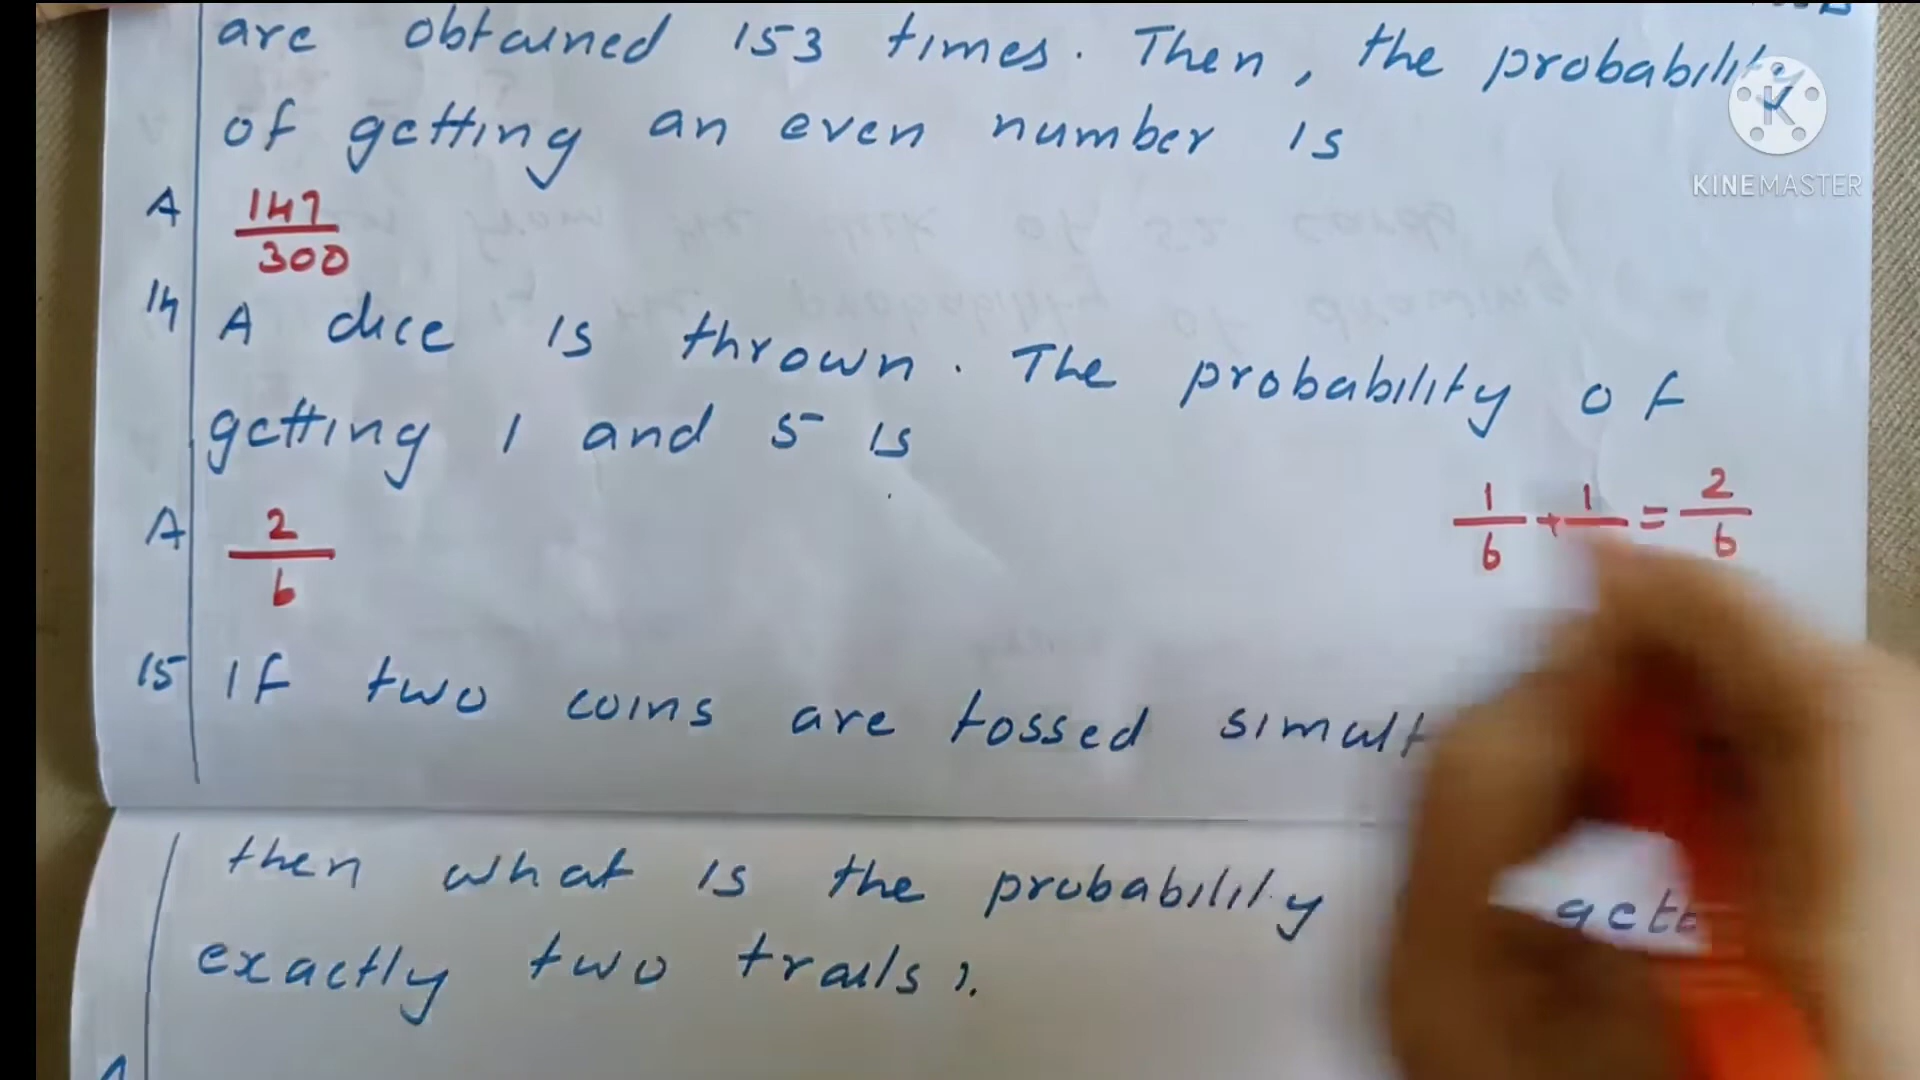 are obtained 153 times. Then, the probability
of getting an even number is
KINEMASTER
A 147/300
14 A dice is thrown. The probability of
getting 1 and 5 is
1/6 + 1/ = 2/6
A 2/6
15 If two coins are tossed simult
then what is the probability
exactly two trails?